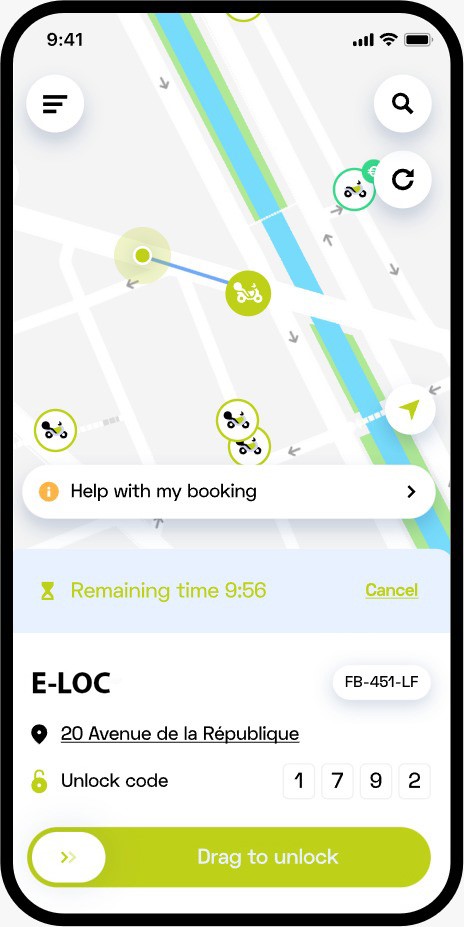 9:41
Help with my booking
Remaining time 9:56 Cancel
E-LOC FB-451-LF
20 Avenue de la République
Unlock code 1 7 9 2
Drag to unlock